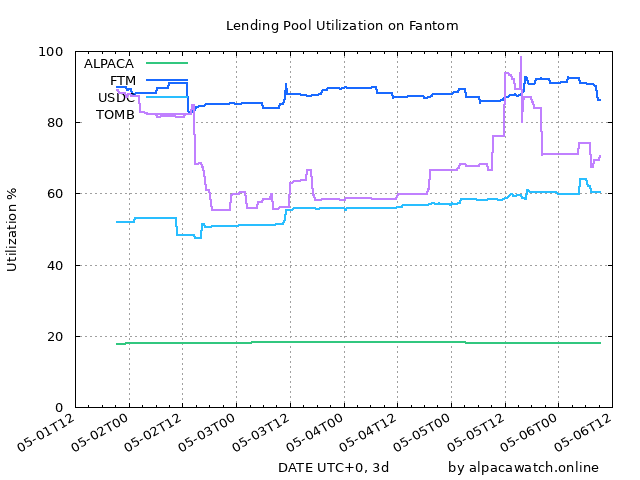 Lending Pool Utilization on Fantom
Utilization %
100
80
60
40
20
0
ALPACA
FTM
USDC
TOMB
05-01T12
05-02T00
05-02T12
05-03T00
05-03T12
05-04T00
05-04T12
05-05T00
05-05T12
05-06T00
05-06T12
DATE UTC+0, 3d
by alpacawatch.online